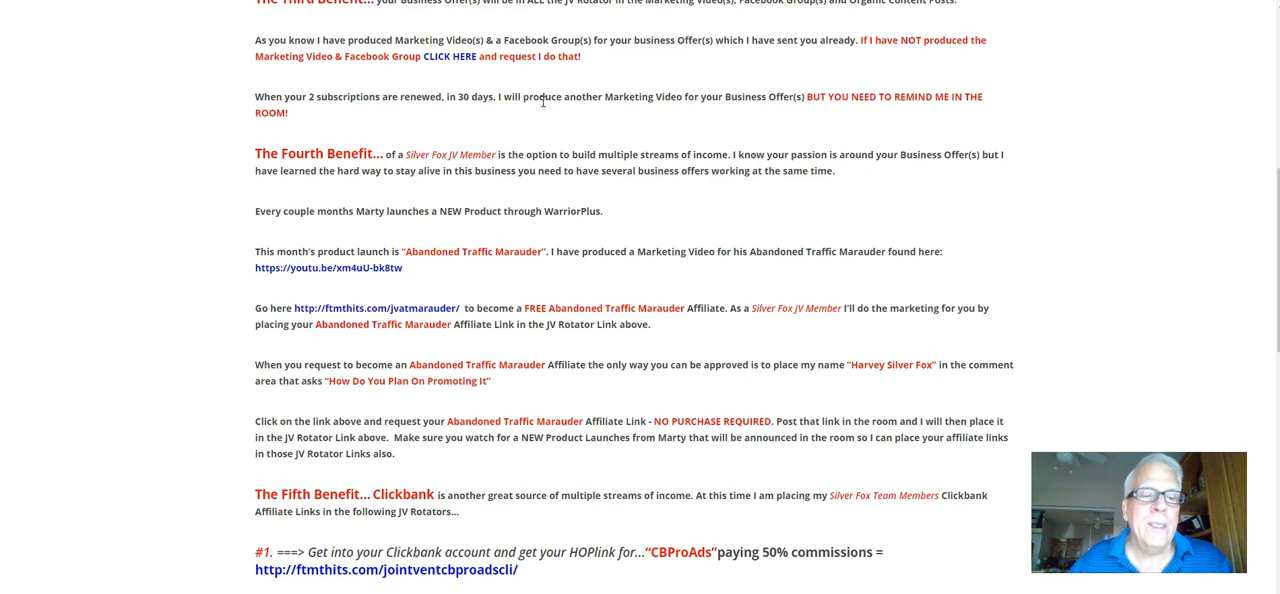 The Third Benefit... your Business Offer(s) will be in ALL the JV Rotator in the Marketing Video(s), Facebook Group(s) and Organic Content Posts.
As you know I have produced Marketing Video(s) & a Facebook Group(s) for your business Offer(s) which I have sent you already. If I have NOT produced the
Marketing Video & Facebook Group CLICK HERE and request I do that!
When your 2 subscriptions are renewed, in 30 days, I will produce another Marketing Video for your Business Offer(s) BUT YOU NEED TO REMIND ME IN THE
ROOM!
The Fourth Benefit... of a Silver Fox JV Member is the option to build multiple streams of income. I know your passion is around your Business Offer(s) but I
have learned the hard way to stay alive in this business you need to have several business offers working at the same time.
Every couple months Marty launches a NEW Product through WarriorPlus.
This month's product launch is "Abandoned Traffic Marauder". I have produced a Marketing Video for his Abandoned Traffic Marauder found here:
https://youtu.be/xm4uU-bk8tw
Go here http://ftmthits.com/jvatmarauder/ to become a FREE Abandoned Traffic Marauder Affiliate. As a Silver Fox JV Member I'll do the marketing for you by
placing your Abandoned Traffic Marauder Affiliate Link in the JV Rotator Link above.
When you request to become an Abandoned Traffic Marauder Affiliate the only way you can be approved is to place my name "Harvey Silver Fox" in the comment
area that asks "How Do You Plan On Promoting It"
Click on the link above and request your Abandoned Traffic Marauder Affiliate Link - NO PURCHASE REQUIRED. Post that link in the room and I will then place it
in the JV Rotator Link above. Make sure you watch for a NEW Product Launches from Marty that will be announced in the room so I can place your affiliate links
in those JV Rotator Links also.
The Fifth Benefit... Clickbank is another great source of multiple streams of income. At this time I am placing my Silver Fox Team Members Clickbank
Affiliate Links in the following JV Rotators...
#1. ===> Get into your Clickbank account and get your HOPlink for..."CBProAds"paying 50% commissions =
http://ftmthits.com/jointventcbproadscli/